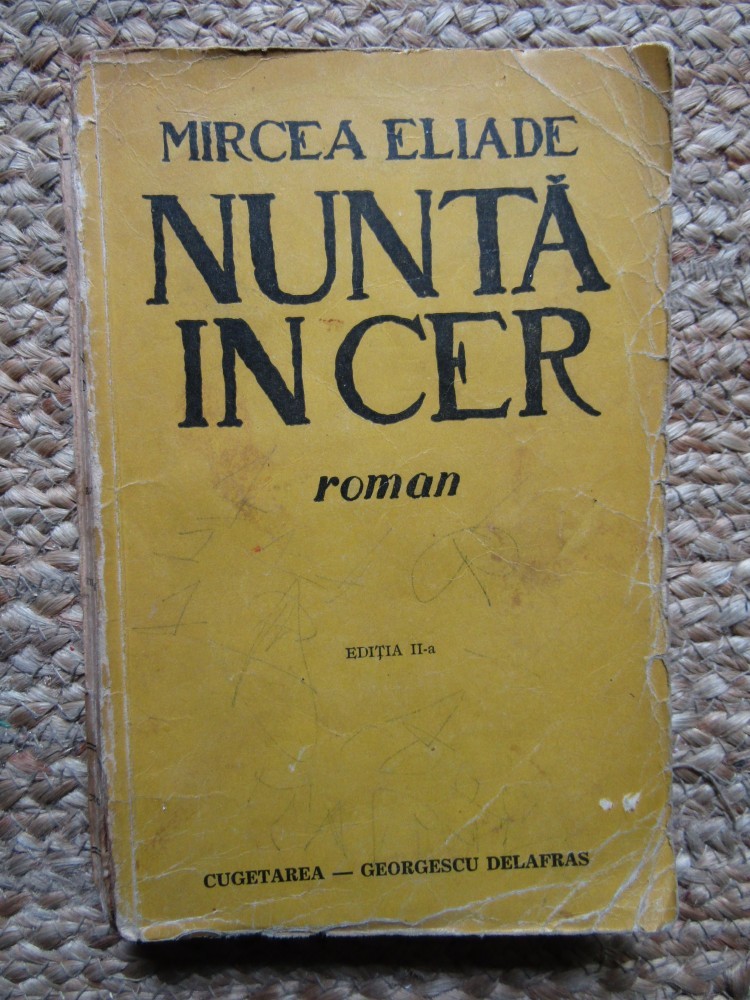 MIRCEA ELIADE
NUNTĂ
IN CER
roman
EDIȚIA II-a
CUGETAREA — GEORGESCU DELAFRAS